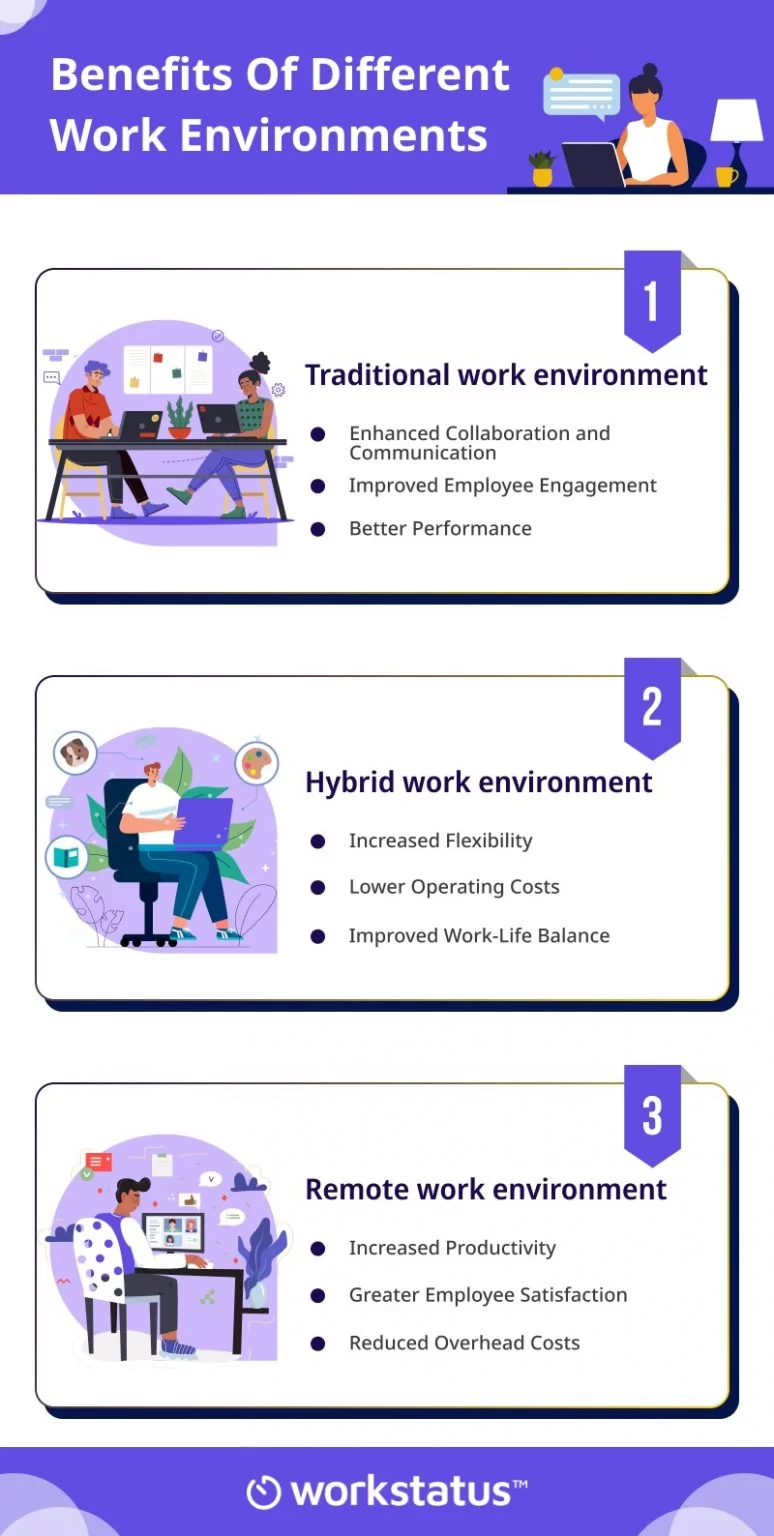 Benefits Of Different
Work Environments
1
Traditional work environment
Enhanced Collaboration and
Communication
Improved Employee Engagement
Better Performance
2
Hybrid work environment
Increased Flexibility
Lower Operating Costs
Improved Work-Life Balance
3
Remote work environment
Increased Productivity
Greater Employee Satisfaction
Reduced Overhead Costs
workstatus™